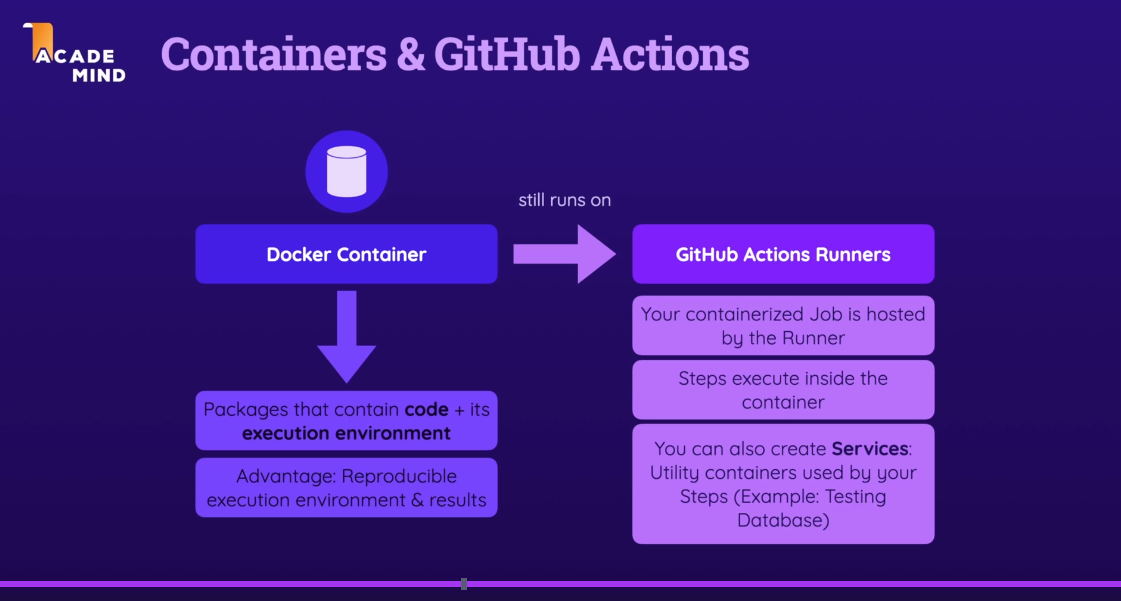 ACADE
MIND
Containers & GitHub Actions
still runs on
Docker Container
GitHub Actions Runners
Your containerized Job is hosted
by the Runner
Steps execute inside the
container
Packages that contain code + its
execution environment
You can also create Services:
Utility containers used by your
Steps (Example: Testing
Database)
Advantage: Reproducible
execution environment & results